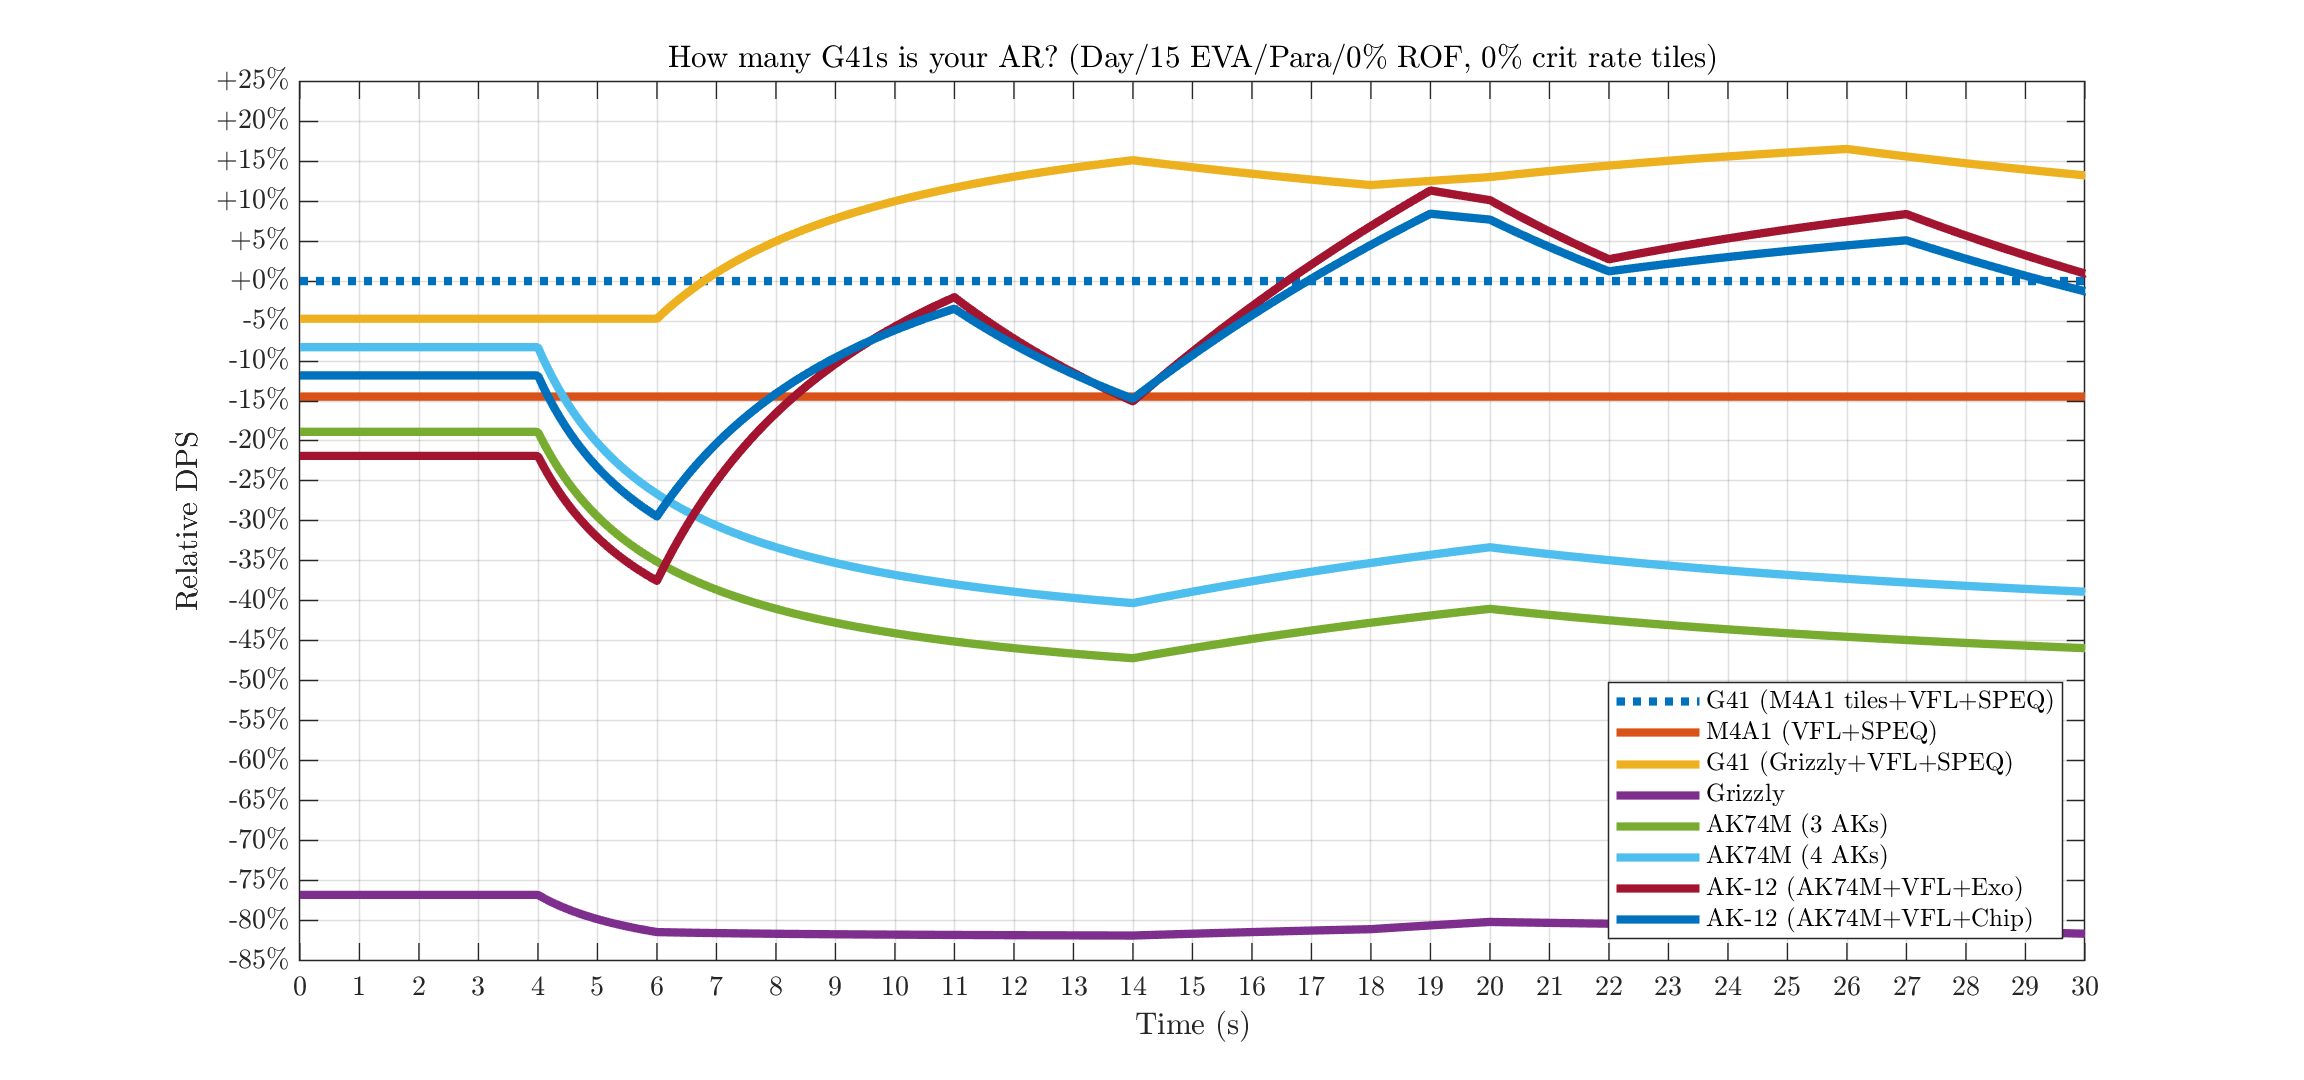 How many G41s is your AR? (Day/15 EVA/Para/0% ROF, 0% crit rate tiles)
+25%
+20%
+15%
+10%
+5%
+0%
-5%
-10%
-15%
-20%
-25%
-30%
-35%
-40%
-45%
-50%
-55%
-60%
-65%
-70%
-75%
-80%
-85%
Relative DPS
G41 (M4A1 tiles+VFL+SPEQ)
M4A1 (VFL+SPEQ)
G41 (Grizzly+VFL+SPEQ)
Grizzly
AK74M (3 AKs)
AK74M (4 AKs)
AK-12 (AK74M+VFL+Exo)
AK-12 (AK74M+VFL+Chip)
0 1 2 3 4 5 6 7 8 9 10 11 12 13 14 15 16 17 18 19 20 21 22 23 24 25 26 27 28 29 30
Time (s)